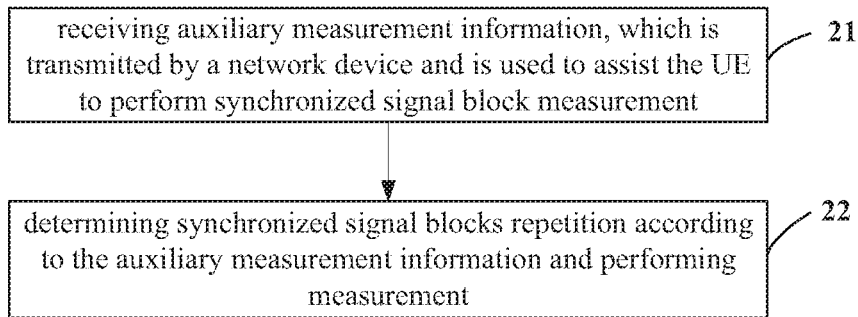 receiving auxiliary measurement information, which is
transmitted by a network device and is used to assist the UE
to perform synchronized signal block measurement
21
determining synchronized signal blocks repetition according
to the auxiliary measurement information and performing
measurement
22